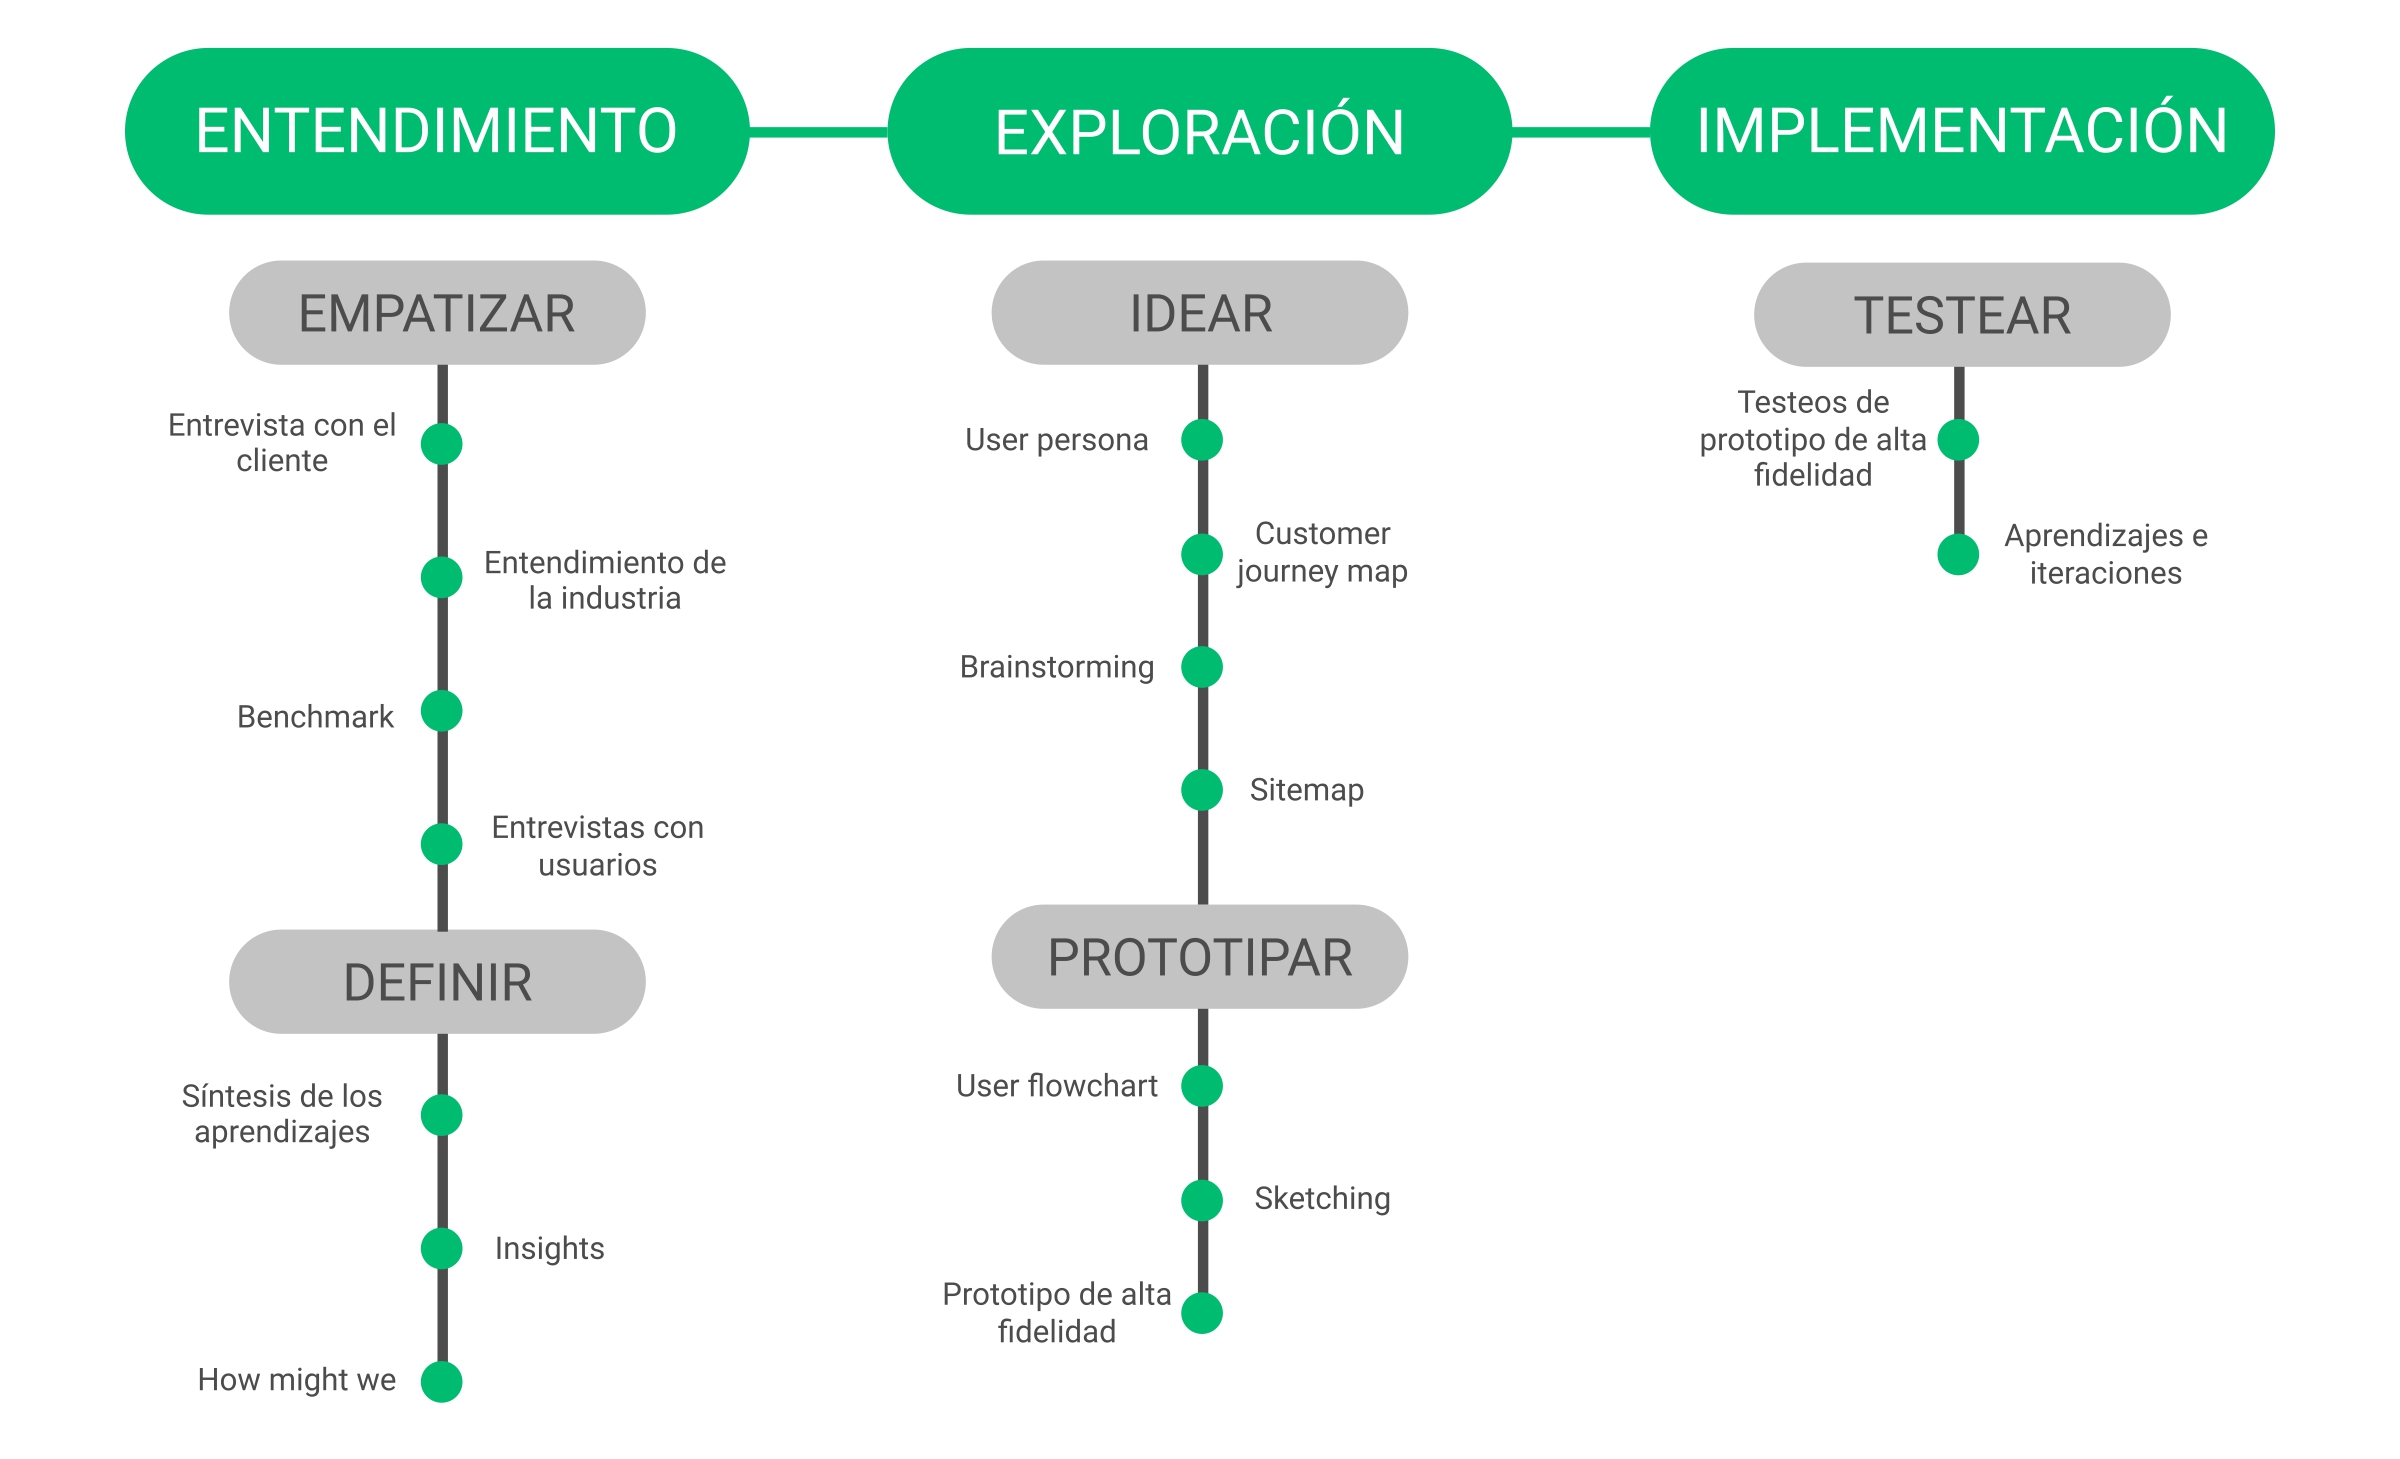 ENTENDIMIENTO
EXPLORACIÓN
IMPLEMENTACIÓN
EMPATIZAR
Entrevista con el
cliente
Entendimiento de
la industria
Benchmark
Entrevistas con
usuarios
DEFINIR
Síntesis de los
aprendizajes
Insights
How might we
IDEAR
User persona
Customer
journey map
Brainstorming
Sitemap
PROTOTIPAR
User flowchart
Sketching
Prototipo de alta
fidelidad
TESTEAR
Testeos de
prototipo de alta
fidelidad
Aprendizajes e
iteraciones